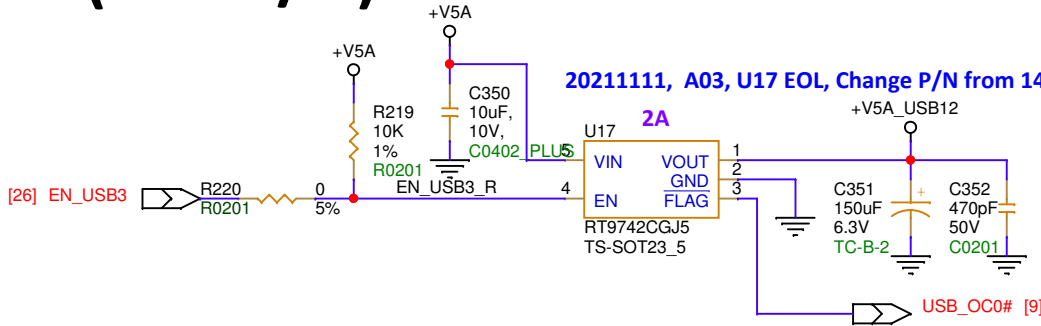 +V5A
+V5A
20211111, A03, U17 EOL, Change P/N from 14
R219
10K
1%
R0201
C350
10uF,
10V,
C0402_PLUS
2A
U17
+V5A_USB12
5
VIN
VOUT
1
GND
2
[26] EN_USB3
R220
R0201
0
5%
EN_USB3_R
4
EN
FLAG
3
RT9742CGJ5
TS-SOT23_5
C351
150uF
6.3V
TC-B-2
+
C352
470pF
50V
C0201
USB_OC0# [9]